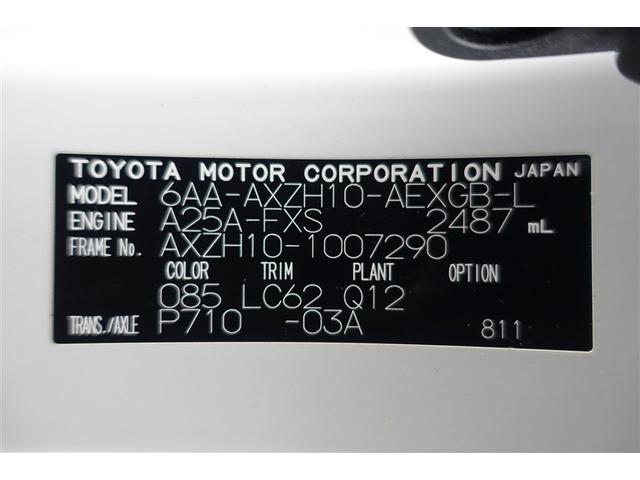 TOYOTA MOTOR CORPORATION JAPAN
MODEL 6AA-AXZH10-AEXGB-L
ENGINE A25A-FXS 2487 mL
FRAME No. AXZH10-1007290
COLOR TRIM PLANT OPTION
085 LC62 Q12
TRANS./AXLE P710 -03A 811